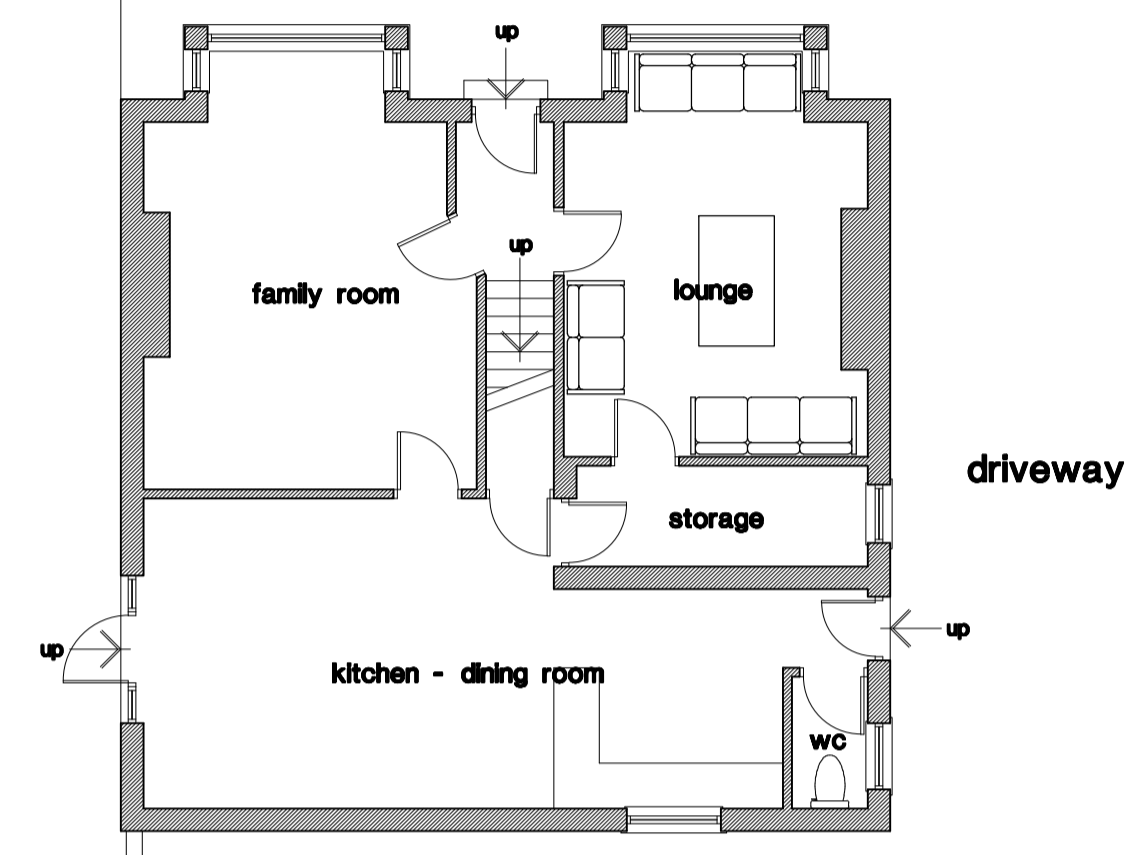 up
up
family room
lounge
driveway
storage
up
up
kitchen - dining room
wc